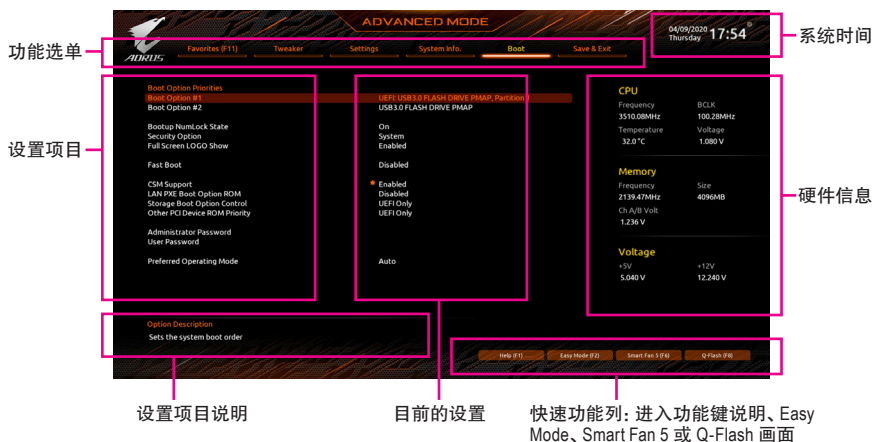 ADVANCED MODE
04/09/2020 Thursday 17:54
系统时间
功能选单
AORUS
Favorites (F11) Tweaker Settings System Info. Boot Save & Exit
设置项目
Boot Option Priorities
Boot Option #1 UEFI: USB3.0 FLASH DRIVE PMAP, Partition 1
Boot Option #2 USB3.0 FLASH DRIVE PMAP
Bootup NumLock State On
Security Option System
Full Screen LOGO Show Enabled
Fast Boot Disabled
CSM Support * Enabled
LAN PXE Boot Option ROM Disabled
Storage Boot Option Control UEFI Only
Other PCI Device ROM Priority UEFI Only
Administrator Password
User Password
Preferred Operating Mode Auto
CPU
Frequency BCLK
3510.08MHz 100.28MHz
Temperature Voltage
32.0 °C 1.080 V
Memory
Frequency Size
2139.47MHz 4096MB
Ch A/B Volt
1.236 V
Voltage
+5V +12V
5.040 V 12.240 V
硬件信息
Option Description
Sets the system boot order
Help (F1) Easy Mode (F2) Smart Fan 5 (F6) Q-Flash (F8)
设置项目说明
目前的设置
快速功能列: 进入功能键说明、Easy
Mode、Smart Fan 5 或 Q-Flash 画面